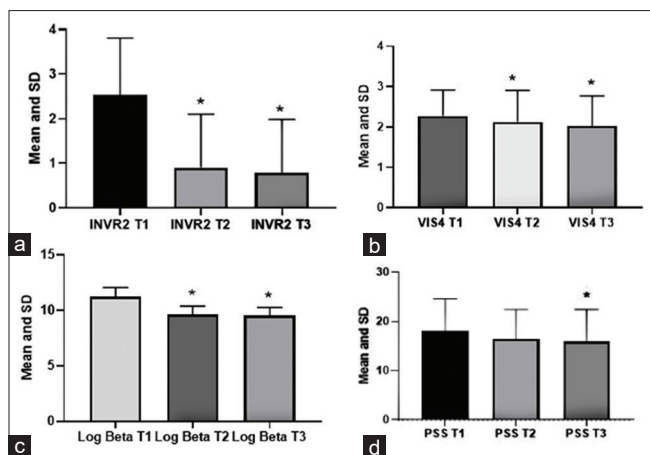 4
3
2
1
0
Mean and SD
*
*
INVR2 T1 INVR2 T2 INVR2 T3
a
4
3
2
1
0
Mean and SD
*
*
VIS4 T1 VIS4 T2 VIS4 T3
b
15
10
5
0
Mean and SD
*
*
Log Beta T1 Log Beta T2 Log Beta T3
c
30
20
10
0
Mean and SD
*
PSS T1 PSS T2 PSS T3
d